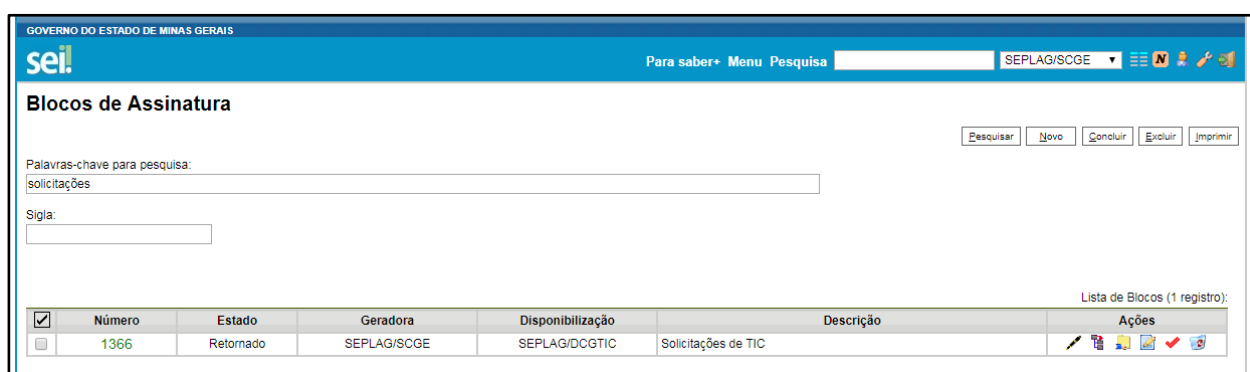 GOVERNO DO ESTADO DE MINAS GERAIS
sei!
Para saber+ Menu Pesquisa SEPLAG/SCGE N
Blocos de Assinatura
Pesquisar Novo Concluir Excluir Imprimir
Palavras-chave para pesquisa:
solicitações
Sigla:
Lista de Blocos (1 registro):
Número Estado Geradora Disponibilização Descrição Ações
1366 Retornado SEPLAG/SCGE SEPLAG/DCGTIC Solicitações de TIC